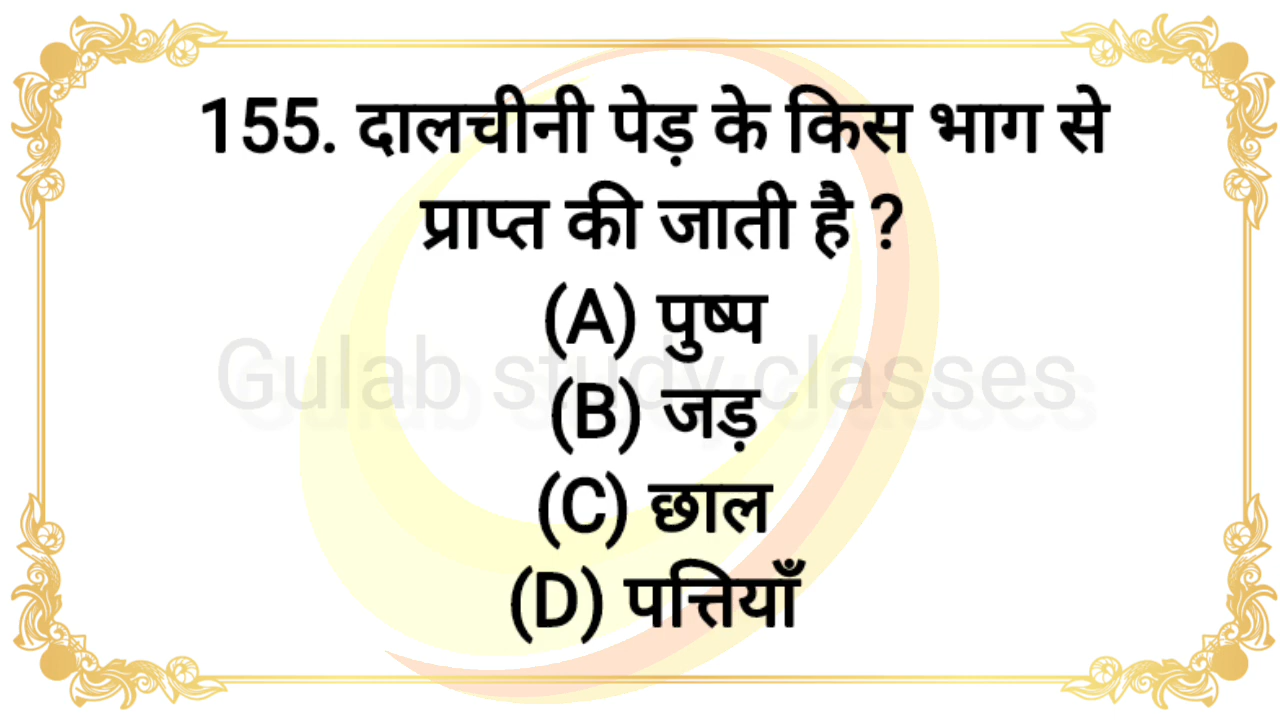 155. दालचीनी पेड़ के किस भाग से
प्राप्त की जाती है ?
(A) पुष्प
Gulab study classes
(B) जड़
(C) छाल
(D) पत्तियाँ